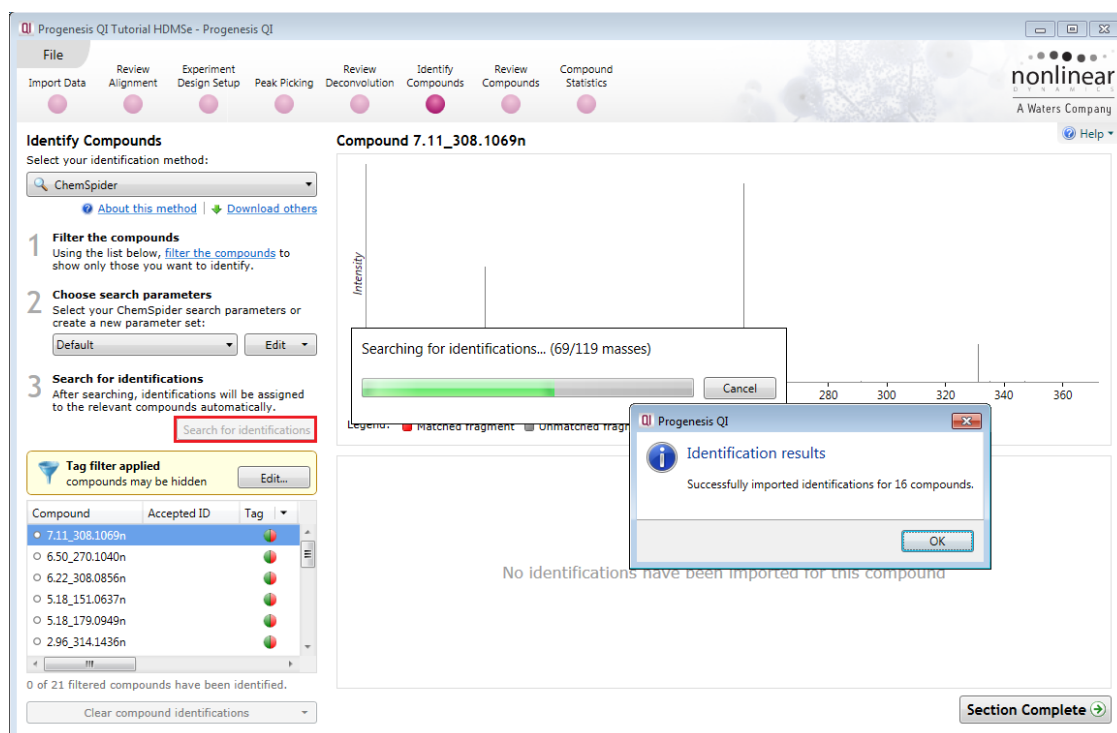 Progenesis QI Tutorial HDMSe - Progenesis QI
File
Import Data
Review Alignment
Experiment Design Setup
Peak Picking
Review Deconvolution
Identify Compounds
Review Compounds
Compound Statistics
nonlinear
DYNAMICS
A Waters Company
Help
Identify Compounds
Select your identification method:
ChemSpider
About this method | Download others
1 Filter the compounds
Using the list below, filter the compounds to
show only those you want to identify.
2 Choose search parameters
Select your ChemSpider search parameters or
create a new parameter set:
Default Edit
3 Search for identifications
After searching, identifications will be assigned
to the relevant compounds automatically.
Search for identifications
Tag filter applied
compounds may be hidden
Edit...
Compound Accepted ID Tag
7.11_308.1069n
6.50_270.1040n
6.22_308.0856n
5.18_151.0637n
5.18_179.0949n
2.96_314.1436n
0 of 21 filtered compounds have been identified.
Clear compound identifications
Compound 7.11_308.1069n
Intensity
280 300 320 340 360
Searching for identifications... (69/119 masses)
Cancel
Legend: Matched fragment Unmatched fragm
QI Progenesis QI
Identification results
Successfully imported identifications for 16 compounds.
OK
No identifications have been imported for this compound
Section Complete